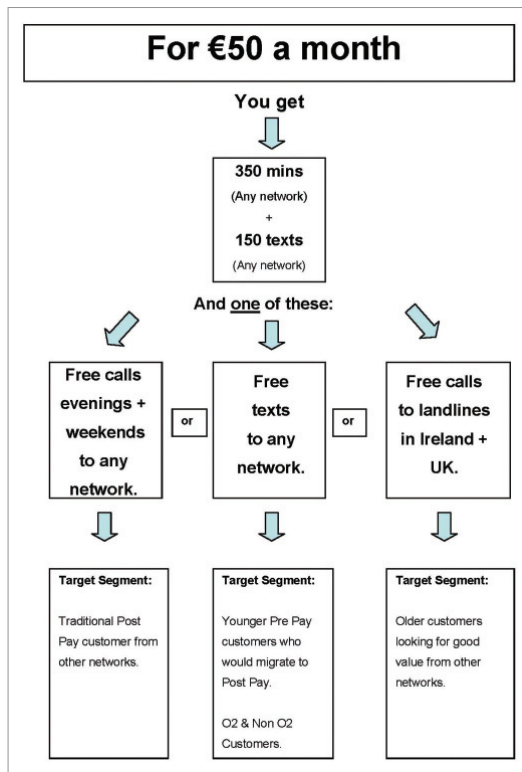 For €50 a month
You get
350 mins
(Any network)
+
150 texts
(Any network)
And one of these:
Free calls
evenings +
weekends
to any
network.
or
Free
texts
to any
network.
or
Free calls
to landlines
in Ireland +
UK.
Target Segment:
Traditional Post
Pay customer from
other networks.
Target Segment:
Younger Pre Pay
customers who
would migrate to
Post Pay.
O2 & Non O2
Customers.
Target Segment:
Older customers
looking for good
value from other
networks.